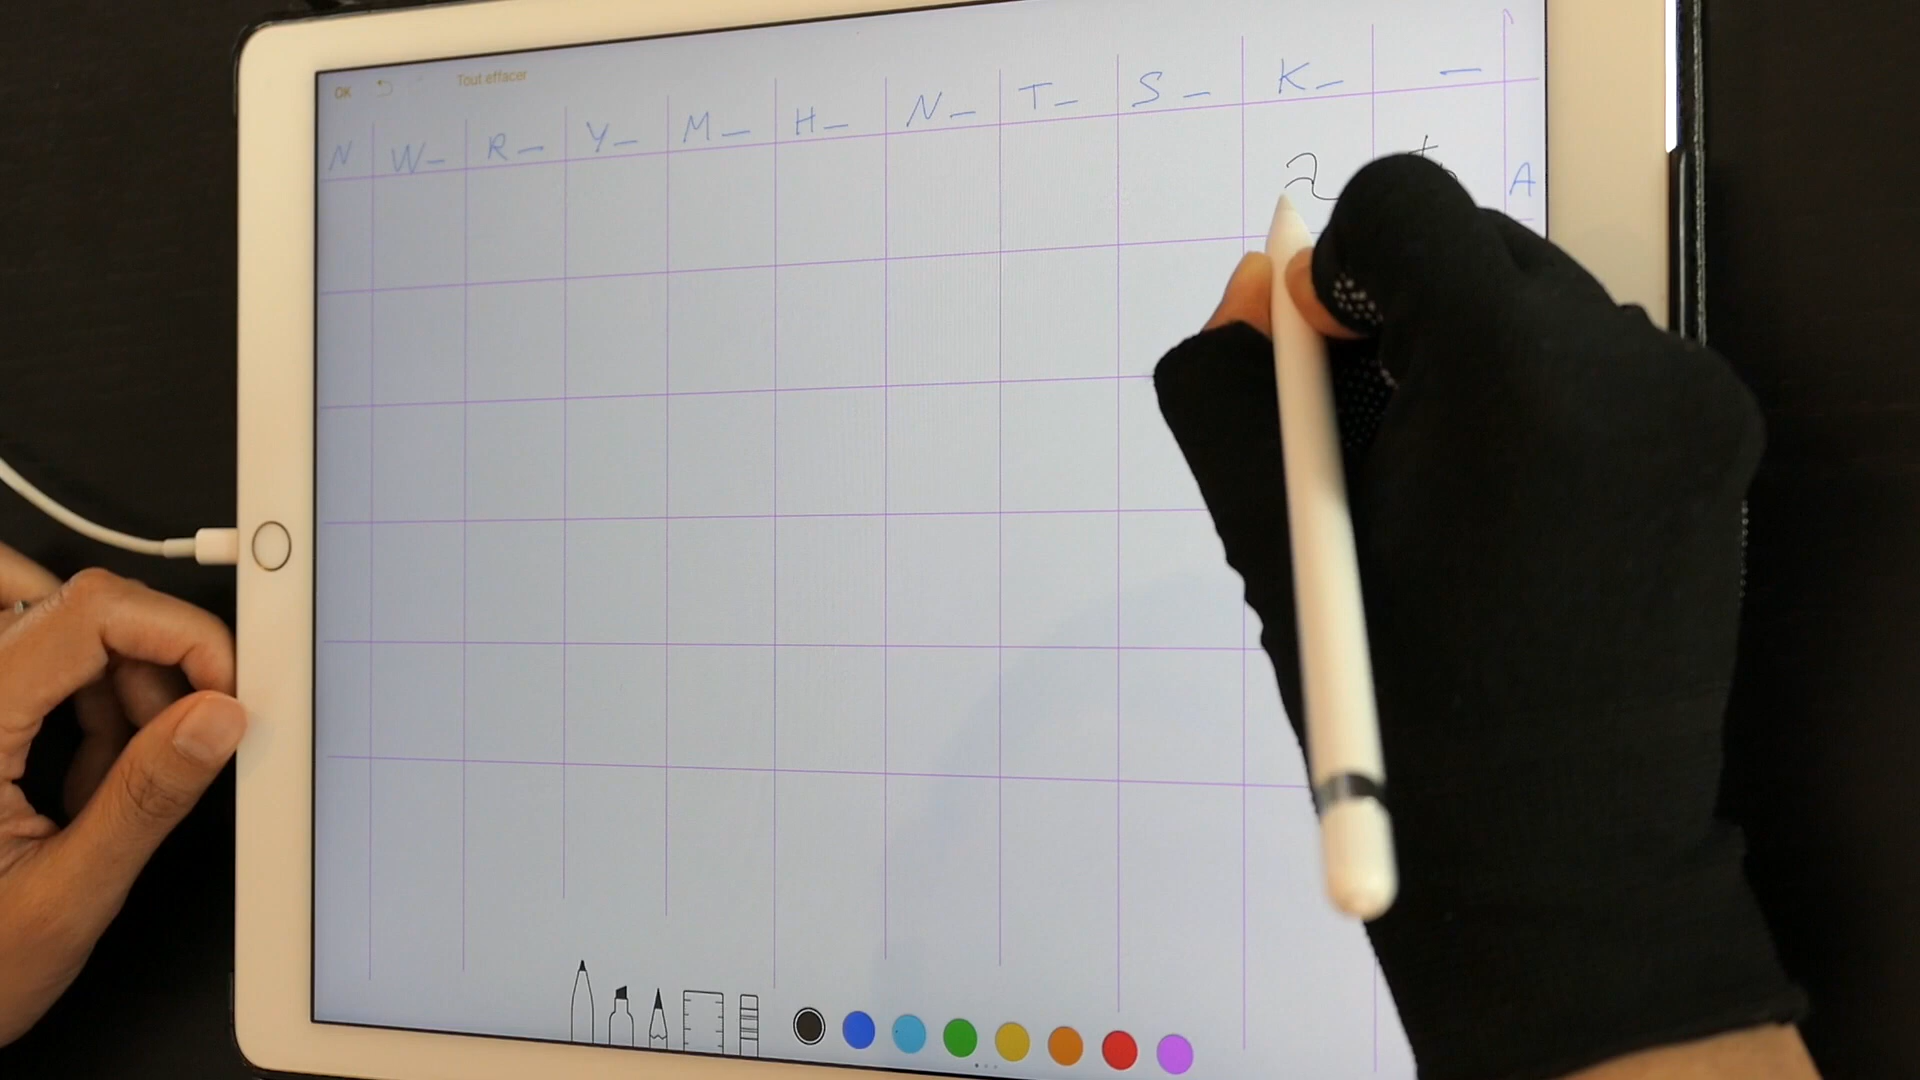 OK Tout effacer
N W_ R_ Y_ M_ H_ N_ T_ S_ K_ _
A